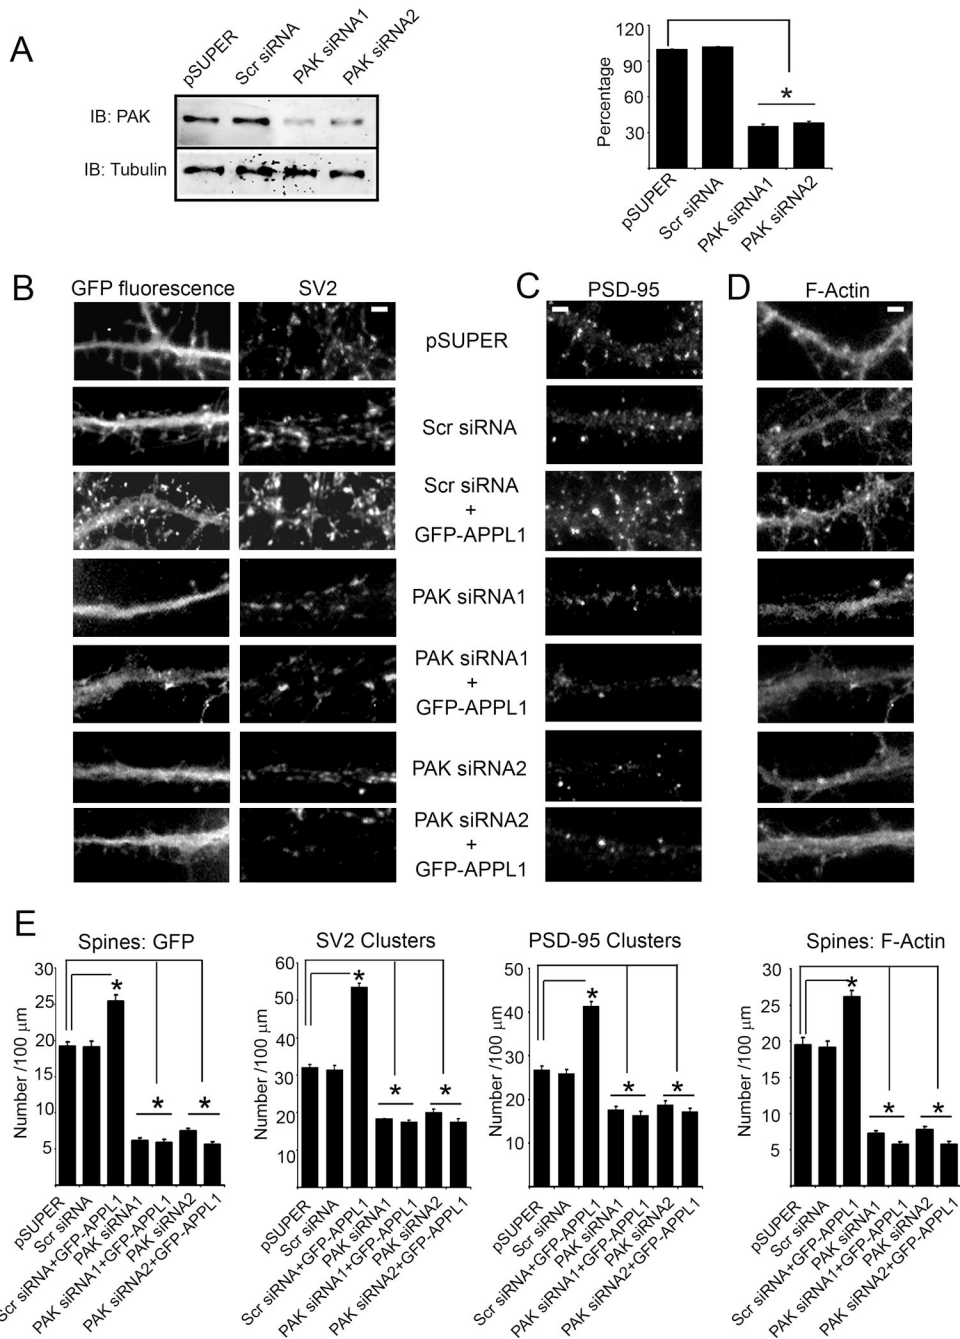 A
pSUPER
Scr siRNA
PAK siRNA1
PAK siRNA2
IB: PAK
IB: Tubulin
Percentage
120
100
60
30
*
pSUPER
Scr siRNA
PAK siRNA1
PAK siRNA2
B
GFP fluorescence
SV2
C
PSD-95
D
F-Actin
pSUPER
Scr siRNA
Scr siRNA
+
GFP-APPL1
PAK siRNA1
PAK siRNA1
+
GFP-APPL1
PAK siRNA2
PAK siRNA2
+
GFP-APPL1
E
Spines: GFP
Number /100 µm
30
25
20
15
10
5
*
*
*
pSUPER
Scr siRNA
Scr siRNA+GFP-APPL1
PAK siRNA1
PAK siRNA1+GFP-APPL1
PAK siRNA2
PAK siRNA2+GFP-APPL1
SV2 Clusters
Number /100 µm
60
50
40
30
20
10
*
*
*
pSUPER
Scr siRNA
Scr siRNA+GFP-APPL1
PAK siRNA1
PAK siRNA1+GFP-APPL1
PAK siRNA2
PAK siRNA2+GFP-APPL1
PSD-95 Clusters
Number /100 µm
50
40
30
20
10
*
*
*
pSUPER
Scr siRNA
Scr siRNA+GFP-APPL1
PAK siRNA1
PAK siRNA1+GFP-APPL1
PAK siRNA2
PAK siRNA2+GFP-APPL1
Spines: F-Actin
Number /100 µm
30
25
20
15
10
5
*
*
*
pSUPER
Scr siRNA
Scr siRNA+GFP-APPL1
PAK siRNA1
PAK siRNA1+GFP-APPL1
PAK siRNA2
PAK siRNA2+GFP-APPL1